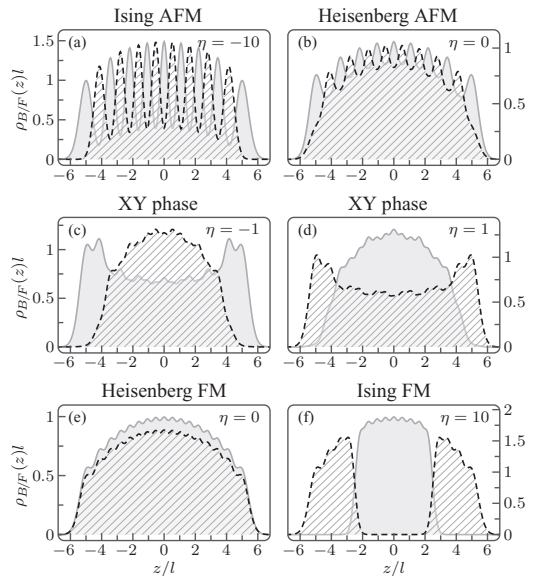 Ising AFM Heisenberg AFM
(a) η = −10 (b) η = 0
ρB/F(z)l
1.5
1
0.5
0
1
0.5
0
−6 −4 −2 0 2 4 6 −6 −4 −2 0 2 4 6
XY phase XY phase
(c) η = −1 (d) η = 1
ρB/F(z)l
1
0.5
0
1
0.5
0
−6 −4 −2 0 2 4 6 −6 −4 −2 0 2 4 6
Heisenberg FM Ising FM
(e) η = 0 (f) η = 10
ρB/F(z)l
1
0.5
0
2
1.5
1
0.5
0
−6 −4 −2 0 2 4 6 −6 −4 −2 0 2 4 6
z/l z/l